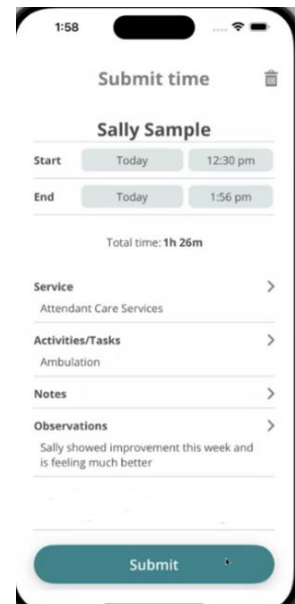 1:58
Submit time
Sally Sample
Start Today 12:30 pm
End Today 1:56 pm
Total time: 1h 26m
Service
Attendant Care Services
Activities/Tasks
Ambulation
Notes
Observations
Sally showed improvement this week and
is feeling much better
Submit